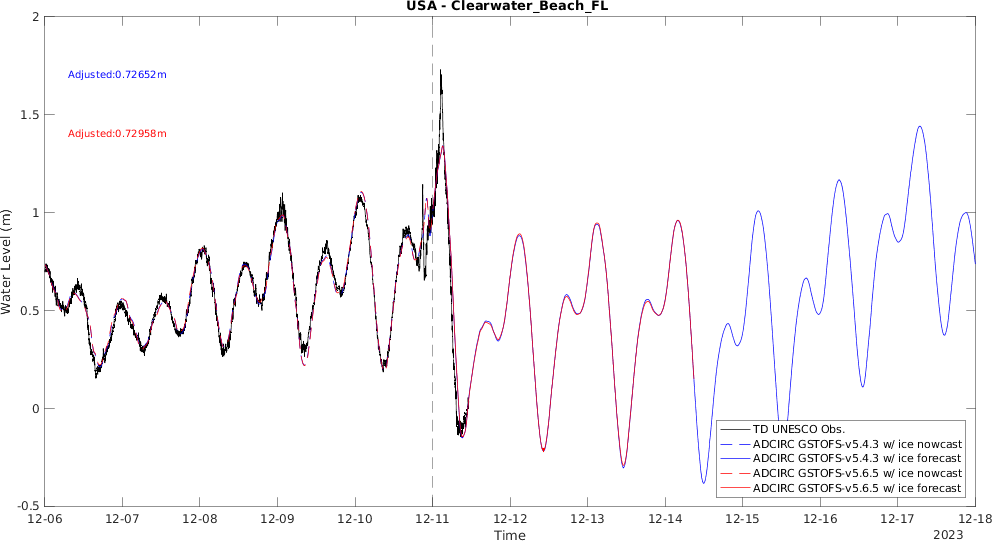 USA - Clearwater_Beach_FL
2
Adjusted:0.72652m
1.5
Adjusted:0.72958m
1
Water Level (m)
0.5
0
-0.5
TD UNESCO Obs.
ADCIRC GSTOFS-v5.4.3 w/ ice nowcast
ADCIRC GSTOFS-v5.4.3 w/ ice forecast
ADCIRC GSTOFS-v5.6.5 w/ ice nowcast
ADCIRC GSTOFS-v5.6.5 w/ ice forecast
12-06 12-07 12-08 12-09 12-10 12-11 12-12 12-13 12-14 12-15 12-16 12-17 12-18
Time
2023